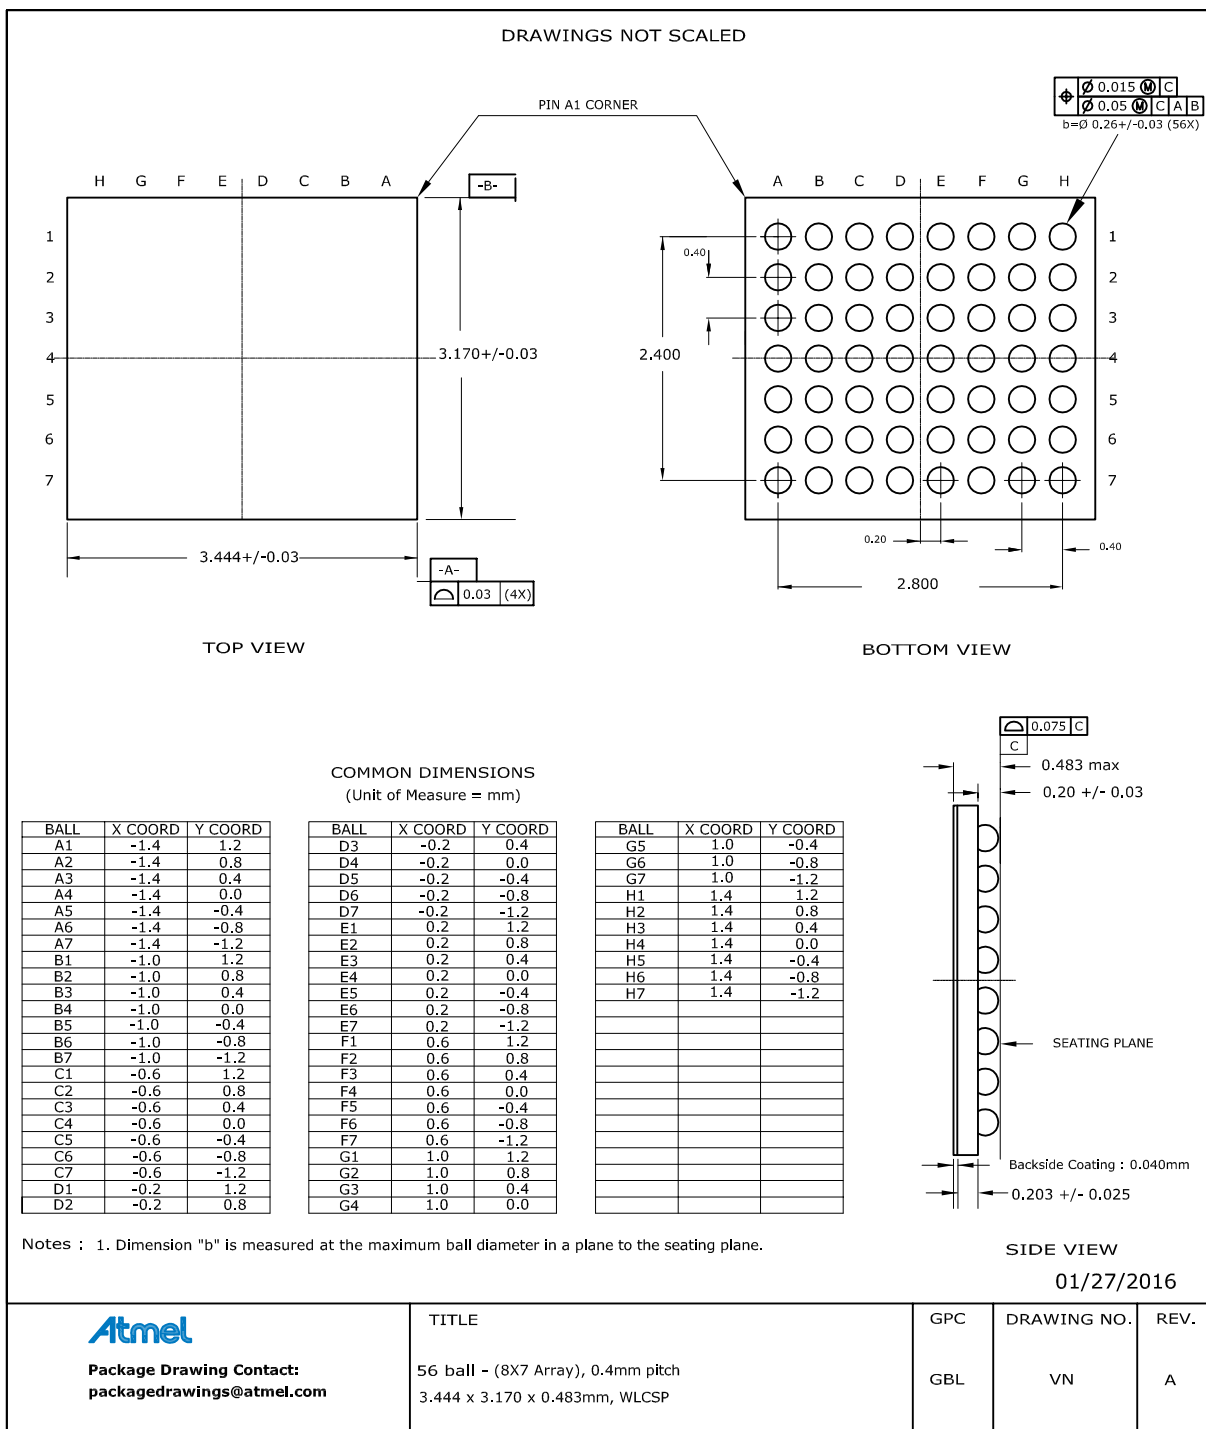 DRAWINGS NOT SCALED
PIN A1 CORNER
Ø 0.015 Ⓜ C
Ø 0.05 Ⓜ C A B
b=Ø 0.26+/-0.03 (56X)
H G F E D C B A
-B-
1
2
3
4
5
6
7
3.170+/-0.03
3.444+/-0.03
-A-
0.03 (4X)
TOP VIEW
A B C D E F G H
1
2
3
4
5
6
7
0.40
2.400
0.20
0.40
2.800
BOTTOM VIEW
COMMON DIMENSIONS
(Unit of Measure = mm)
BALL X COORD Y COORD
A1 -1.4 1.2
A2 -1.4 0.8
A3 -1.4 0.4
A4 -1.4 0.0
A5 -1.4 -0.4
A6 -1.4 -0.8
A7 -1.4 -1.2
B1 -1.0 1.2
B2 -1.0 0.8
B3 -1.0 0.4
B4 -1.0 0.0
B5 -1.0 -0.4
B6 -1.0 -0.8
B7 -1.0 -1.2
C1 -0.6 1.2
C2 -0.6 0.8
C3 -0.6 0.4
C4 -0.6 0.0
C5 -0.6 -0.4
C6 -0.6 -0.8
C7 -0.6 -1.2
D1 -0.2 1.2
D2 -0.2 0.8
BALL X COORD Y COORD
D3 -0.2 0.4
D4 -0.2 0.0
D5 -0.2 -0.4
D6 -0.2 -0.8
D7 -0.2 -1.2
E1 0.2 1.2
E2 0.2 0.8
E3 0.2 0.4
E4 0.2 0.0
E5 0.2 -0.4
E6 0.2 -0.8
E7 0.2 -1.2
F1 0.6 1.2
F2 0.6 0.8
F3 0.6 0.4
F4 0.6 0.0
F5 0.6 -0.4
F6 0.6 -0.8
F7 0.6 -1.2
G1 1.0 1.2
G2 1.0 0.8
G3 1.0 0.4
G4 1.0 0.0
BALL X COORD Y COORD
G5 1.0 -0.4
G6 1.0 -0.8
G7 1.0 -1.2
H1 1.4 1.2
H2 1.4 0.8
H3 1.4 0.4
H4 1.4 0.0
H5 1.4 -0.4
H6 1.4 -0.8
H7 1.4 -1.2
0.075 C
C
0.483 max
0.20 +/- 0.03
SEATING PLANE
Backside Coating : 0.040mm
0.203 +/- 0.025
SIDE VIEW
Notes : 1. Dimension "b" is measured at the maximum ball diameter in a plane to the seating plane.
01/27/2016
Atmel
Package Drawing Contact:
packagedrawings@atmel.com
TITLE
56 ball - (8X7 Array), 0.4mm pitch
3.444 x 3.170 x 0.483mm, WLCSP
GPC
GBL
DRAWING NO.
VN
REV.
A